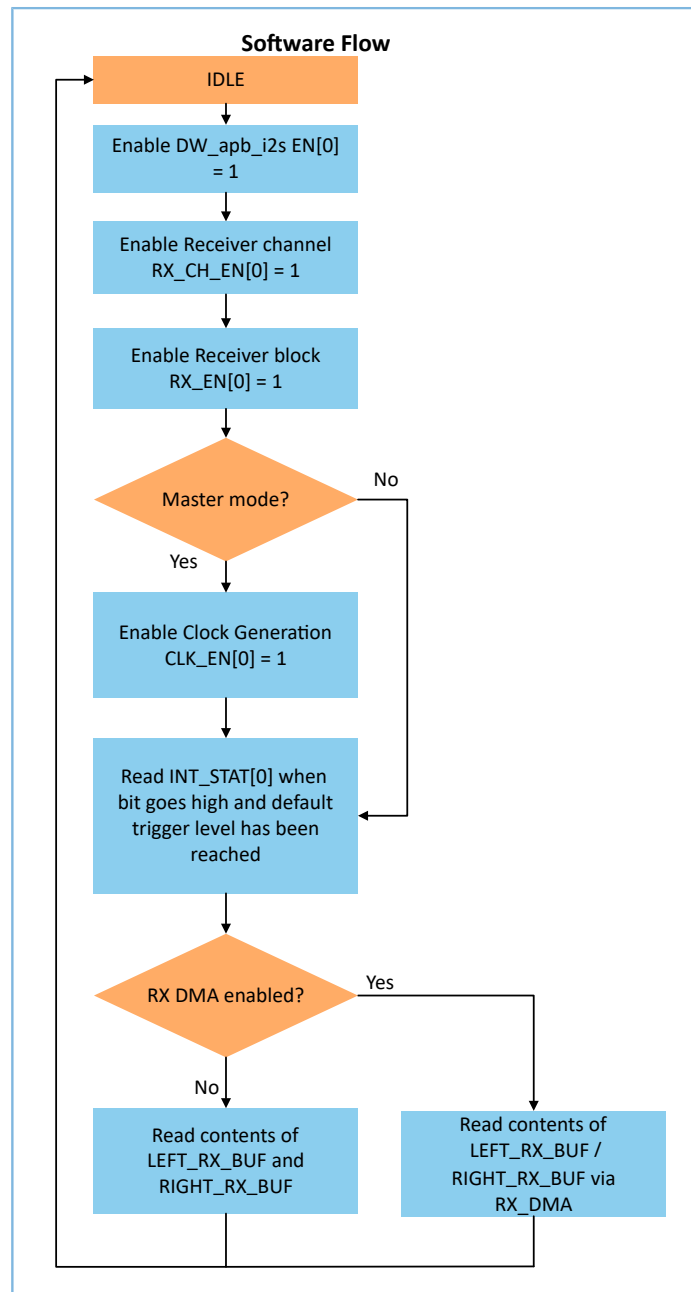 Software Flow
IDLE
Enable DW_apb_i2s EN[0]
= 1
Enable Receiver channel
RX_CH_EN[0] = 1
Enable Receiver block
RX_EN[0] = 1
Master mode?
No
Yes
Enable Clock Generation
CLK_EN[0] = 1
Read INT_STAT[0] when
bit goes high and default
trigger level has been
reached
RX DMA enabled?
Yes
No
Read contents of
LEFT_RX_BUF and
RIGHT_RX_BUF
Read contents of
LEFT_RX_BUF /
RIGHT_RX_BUF via
RX_DMA